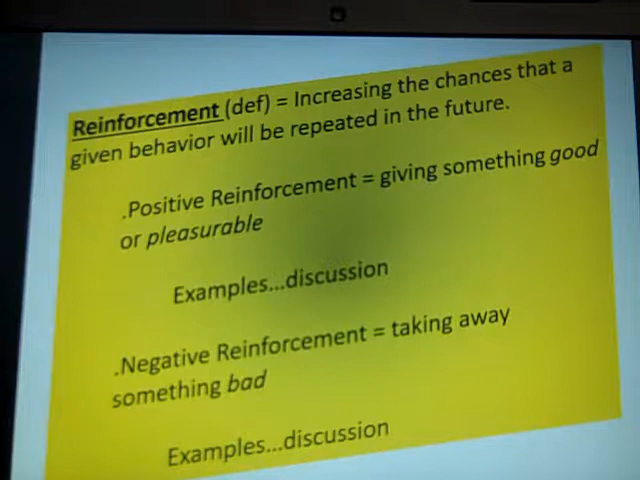 Reinforcement (def) = Increasing the chances that a
given behavior will be repeated in the future.
.Positive Reinforcement = giving something good
or pleasurable
Examples...discussion
.Negative Reinforcement = taking away
something bad
Examples...discussion